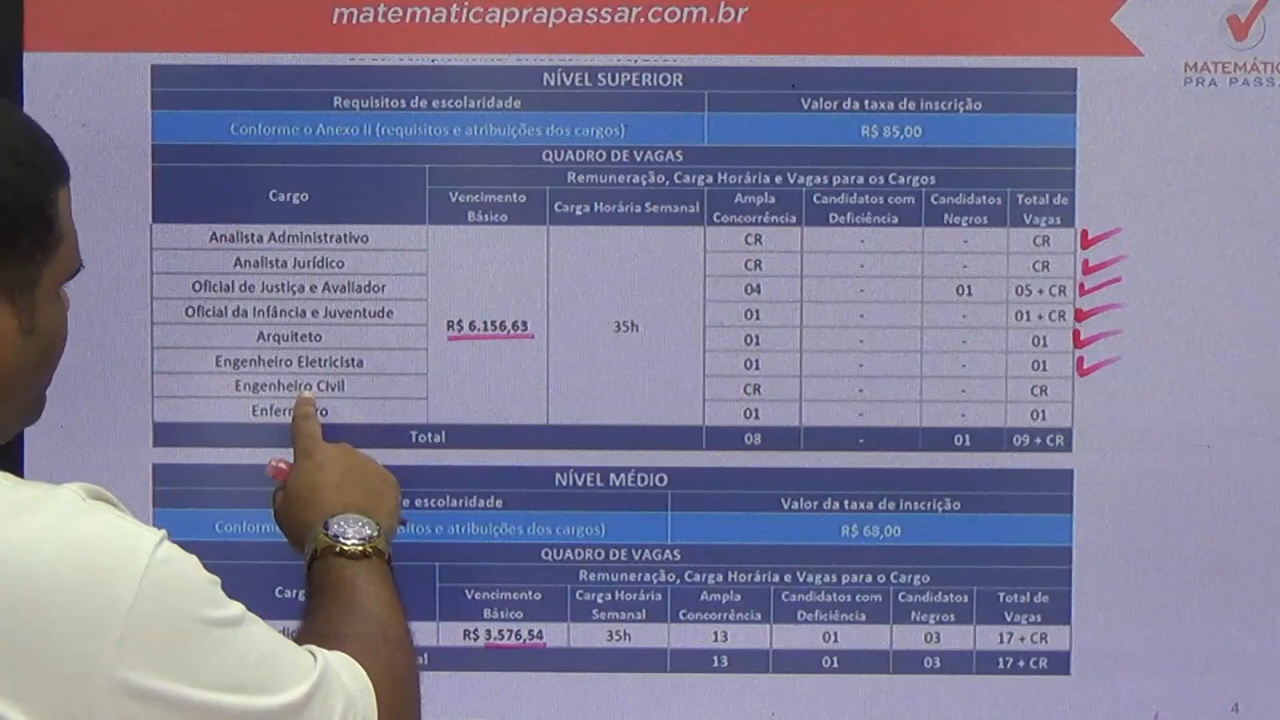 matematicaprapassar.com.br
MATEMÁTIC
PRA PASSA
NÍVEL SUPERIOR
Requisitos de escolaridade Valor da taxa de inscrição
Conforme o Anexo II (requisitos e atribuições dos cargos) R$ 85,00
QUADRO DE VAGAS
Cargo Remuneração, Carga Horária e Vagas para os Cargos
Vencimento Básico Carga Horária Semanal Ampla Concorrência Candidatos com Deficiência Candidatos Negros Total de Vagas
Analista Administrativo CR - - CR
Analista Jurídico CR - - CR
Oficial de Justiça e Avaliador 04 - 01 05 + CR
Oficial da Infância e Juventude 01 - - 01 + CR
R$ 6.156,63 35h
Arquiteto 01 - - 01
Engenheiro Eletricista 01 - - 01
Engenheiro Civil CR - - CR
Enfer ro 01 - - 01
Total 08 - 01 09 + CR
NÍVEL MÉDIO
e escolaridade Valor da taxa de inscrição
Conform itos e atribuições dos cargos) R$ 68,00
QUADRO DE VAGAS
Carg Remuneração, Carga Horária e Vagas para o Cargo
Vencimento Básico Carga Horária Semanal Ampla Concorrência Candidatos com Deficiência Candidatos Negros Total de Vagas
R$ 3.576,54 35h 13 01 03 17 + CR
al 13 01 03 17 + CR
4